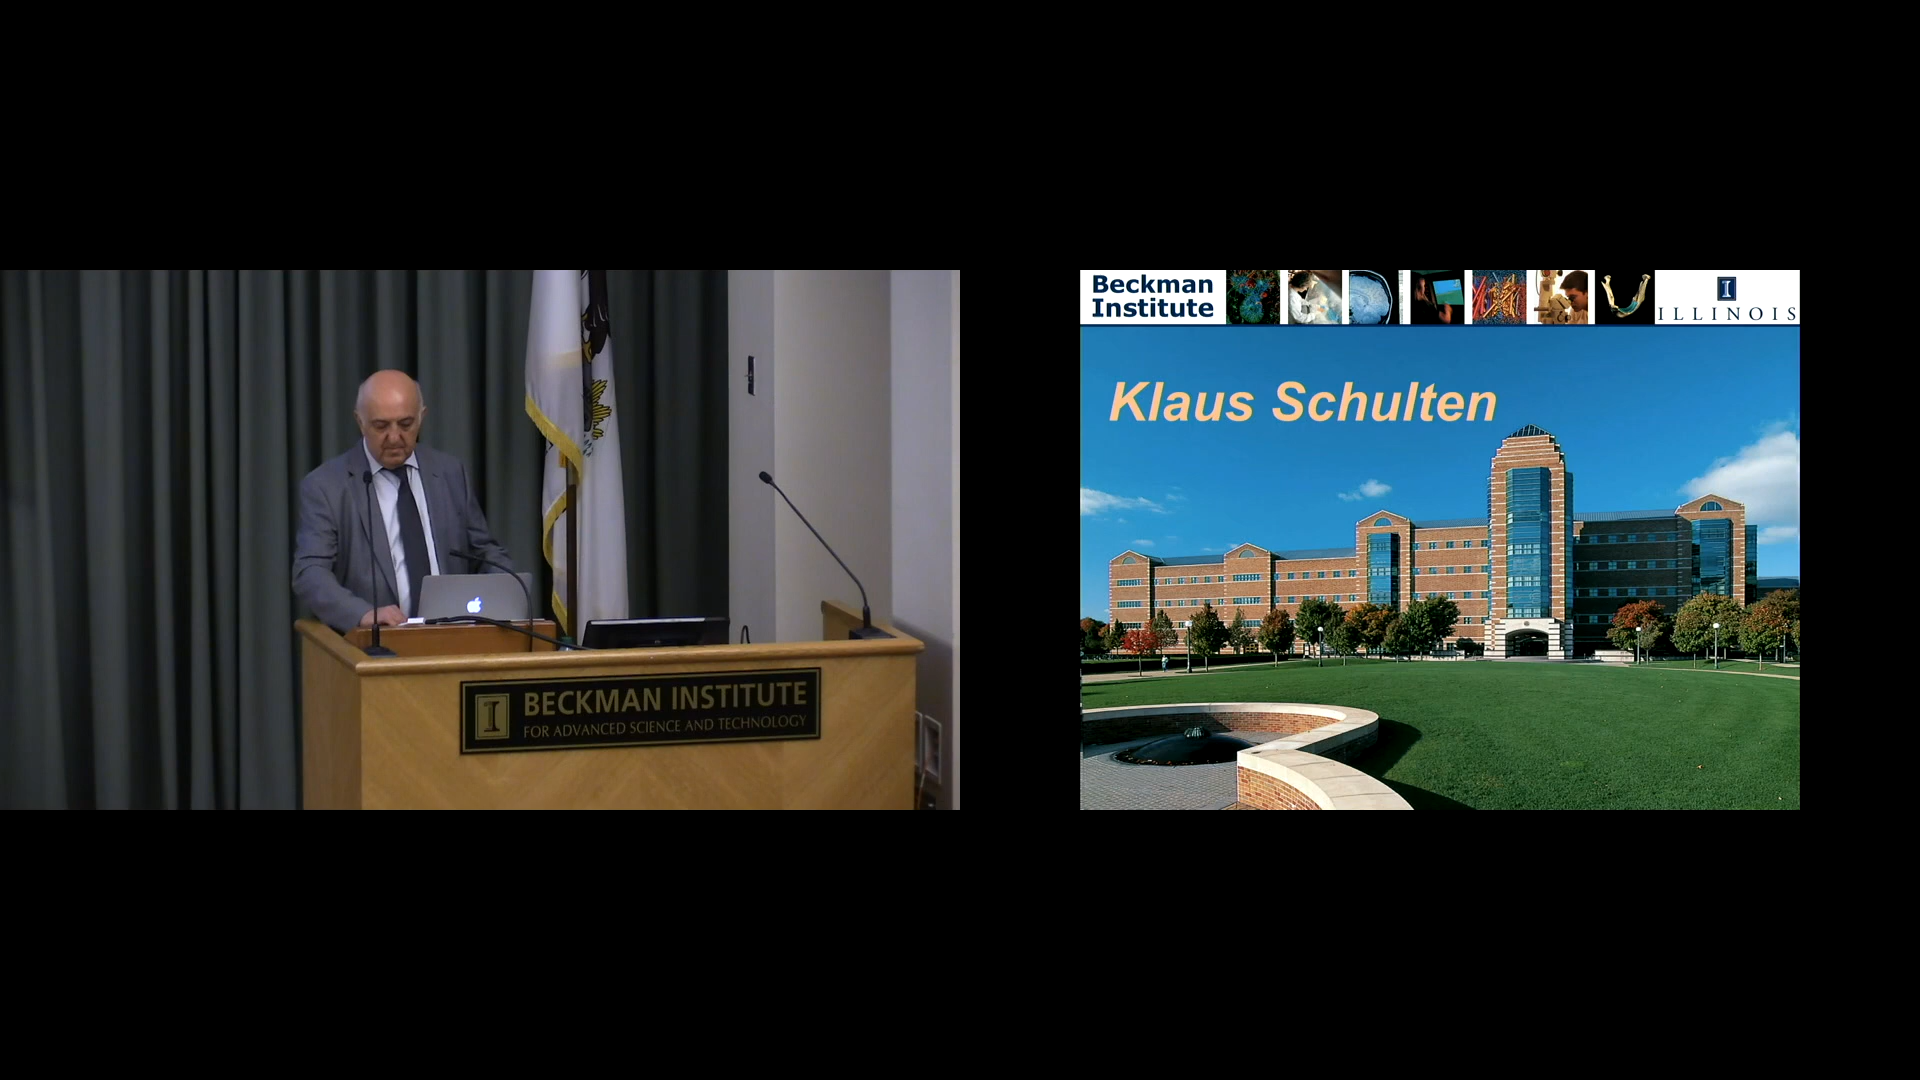 BECKMAN INSTITUTE
FOR ADVANCED SCIENCE AND TECHNOLOGY
Beckman
Institute
I
ILLINOIS
Klaus Schulten